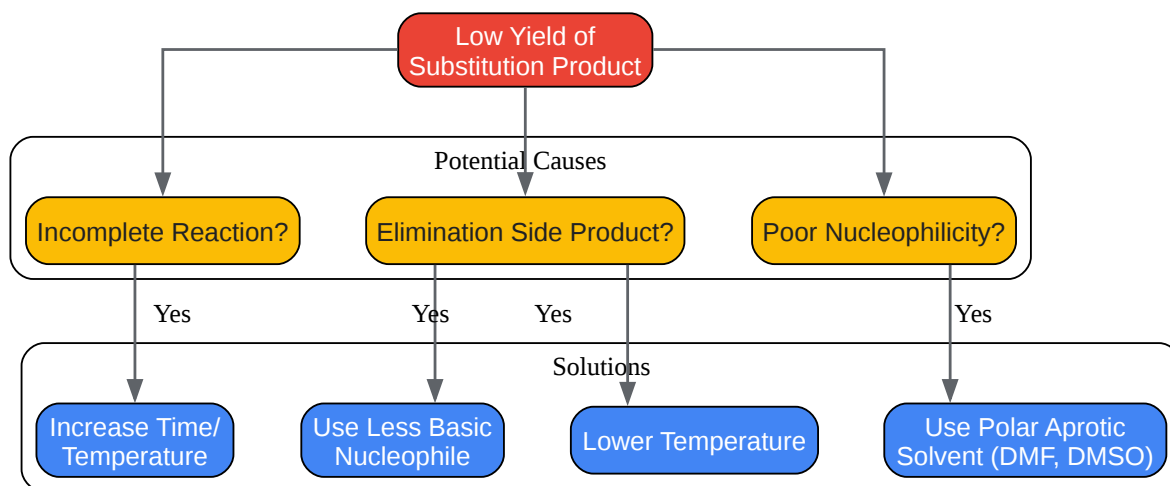 Low Yield of
Substitution Product
Potential Causes
Incomplete Reaction?
Elimination Side Product?
Poor Nucleophilicity?
Yes
Yes
Yes
Yes
Solutions
Increase Time/
Temperature
Use Less Basic
Nucleophile
Lower Temperature
Use Polar Aprotic
Solvent (DMF, DMSO)